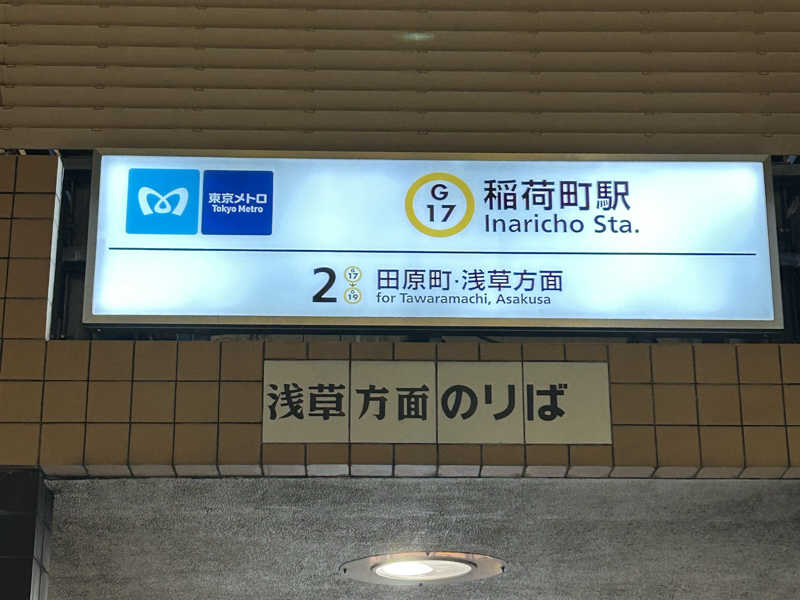 東京メトロ
Tokyo Metro
G
17
稲荷町駅
Inaricho Sta.
2
G
17
G
19
田原町·浅草方面
for Tawaramachi, Asakusa
浅草方面のりば